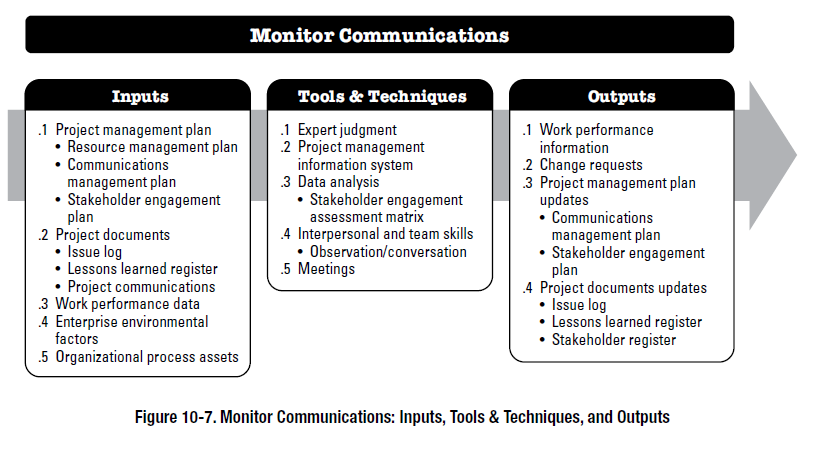 Monitor Communications
Inputs
.1 Project management plan
• Resource management plan
• Communications
management plan
• Stakeholder engagement
plan
.2 Project documents
• Issue log
• Lessons learned register
• Project communications
.3 Work performance data
.4 Enterprise environmental
factors
.5 Organizational process assets
Tools & Techniques
.1 Expert judgment
.2 Project management
information system
.3 Data analysis
• Stakeholder engagement
assessment matrix
.4 Interpersonal and team skills
• Observation/conversation
.5 Meetings
Outputs
.1 Work performance
information
.2 Change requests
.3 Project management plan
updates
• Communications
management plan
• Stakeholder engagement
plan
.4 Project documents updates
• Issue log
• Lessons learned register
• Stakeholder register
Figure 10-7. Monitor Communications: Inputs, Tools & Techniques, and Outputs